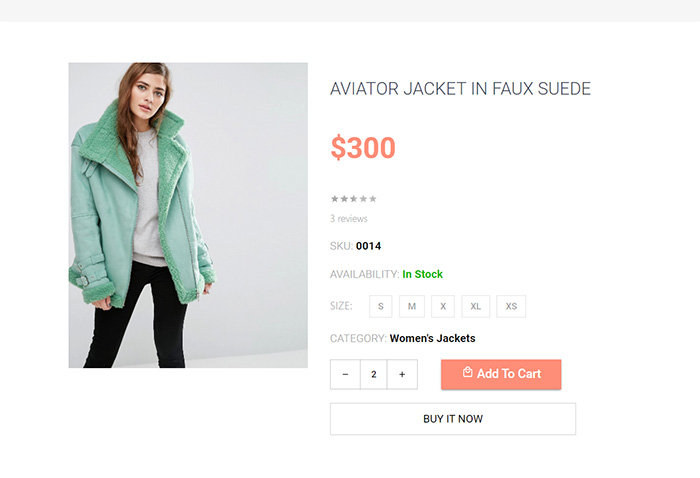 AVIATOR JACKET IN FAUX SUEDE
$300
3 reviews
SKU: 0014
AVAILABILITY: In Stock
SIZE: S M X XL XS
CATEGORY: Women's Jackets
− 2 + Add To Cart
BUY IT NOW